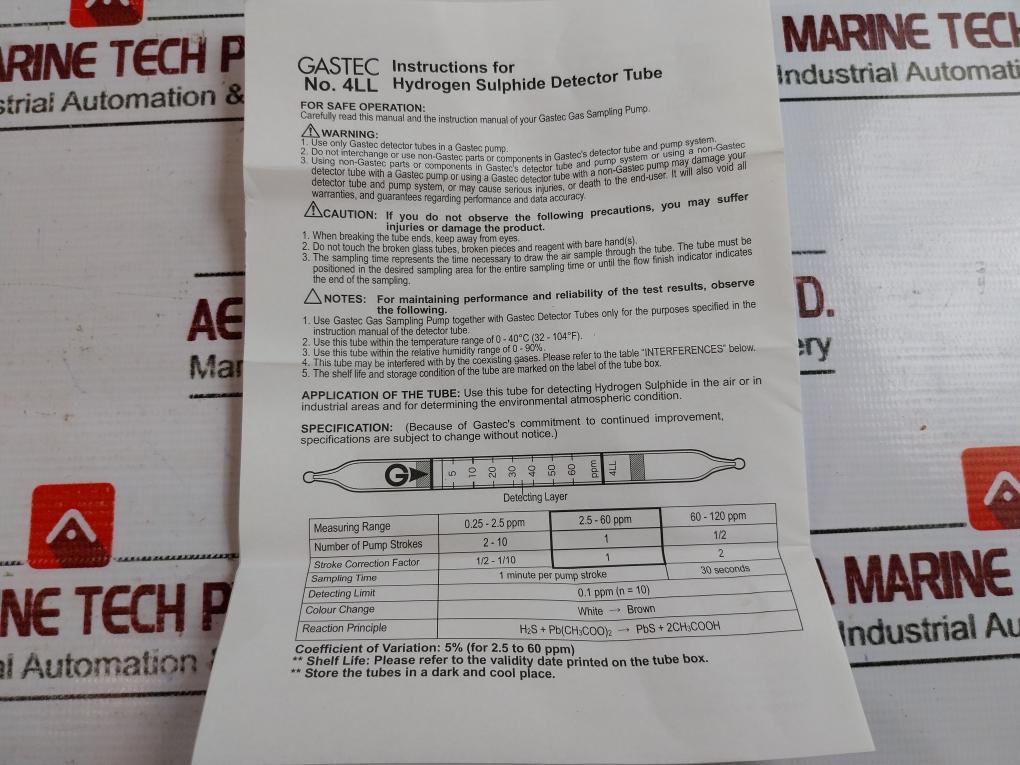 MARINE TECH P
Industrial Automation &
MARINE TECH
Industrial Automati
GASTEC Instructions for
No. 4LL Hydrogen Sulphide Detector Tube
FOR SAFE OPERATION:
Carefully read this manual and the instruction manual of your Gastec Gas Sampling Pump.
WARNING:
1. Use only Gastec detector tubes in a Gastec pump.
2. Do not interchange or use non-Gastec parts or components in Gastec's detector tube and pump system.
3. Using non-Gastec parts or components in Gastec's detector tube and pump system or using a non-Gastec
detector tube with a Gastec pump or using a Gastec detector tube with a non-Gastec pump may damage your
detector tube and pump system, or may cause serious injuries, or death to the end-user. It will also void all
warranties, and guarantees regarding performance and data accuracy.
CAUTION: If you do not observe the following precautions, you may suffer
injuries or damage the product.
1. When breaking the tube ends, keep away from eyes.
2. Do not touch the broken glass tubes, broken pieces and reagent with bare hand(s).
3. The sampling time represents the time necessary to draw the air sample through the tube. The tube must be
positioned in the desired sampling area for the entire sampling time or until the flow finish indicator indicates
the end of the sampling.
NOTES: For maintaining performance and reliability of the test results, observe
the following.
1. Use Gastec Gas Sampling Pump together with Gastec Detector Tubes only for the purposes specified in the
instruction manual of the detector tube.
2. Use this tube within the temperature range of 0 - 40°C (32 - 104°F).
3. Use this tube within the relative humidity range of 0 - 90%.
4. This tube may be interfered with by the coexisting gases. Please refer to the table "INTERFERENCES" below.
5. The shelf life and storage condition of the tube are marked on the label of the tube box.
AE
Mar
D.
ery
APPLICATION OF THE TUBE: Use this tube for detecting Hydrogen Sulphide in the air or in
industrial areas and for determining the environmental atmospheric condition.
SPECIFICATION: (Because of Gastec's commitment to continued improvement,
specifications are subject to change without notice.)
G 5 10 20 30 40 50 60 ppm 4LL
Detecting Layer
Measuring Range 0.25 - 2.5 ppm 2.5 - 60 ppm 60 - 120 ppm
Number of Pump Strokes 2 - 10 1 1/2
Stroke Correction Factor 1/2 - 1/10 1 2
Sampling Time 1 minute per pump stroke 30 seconds
Detecting Limit 0.1 ppm (n = 10)
Colour Change White → Brown
Reaction Principle H₂S + Pb(CH₃COO)₂ → PbS + 2CH₃COOH
Coefficient of Variation: 5% (for 2.5 to 60 ppm)
** Shelf Life: Please refer to the validity date printed on the tube box.
** Store the tubes in a dark and cool place.
NE TECH P
al Automation
A MARINE T
Industrial Au